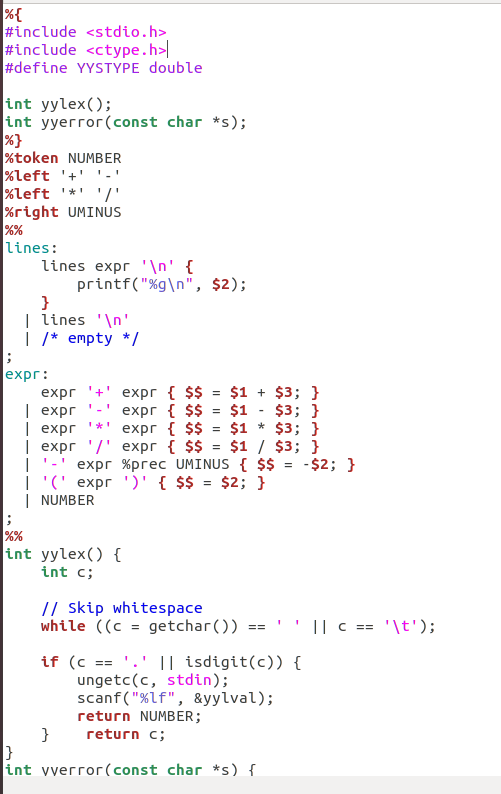 %{
#include <stdio.h>
#include <ctype.h>
#define YYSTYPE double

int yylex();
int yyerror(const char *s);
%}
%token NUMBER
%left '+' '-'
%left '*' '/'
%right UMINUS
%%
lines:
    lines expr '\n' {
        printf("%g\n", $2);
    }
  | lines '\n'
  | /* empty */
;
expr:
    expr '+' expr { $$ = $1 + $3; }
  | expr '-' expr { $$ = $1 - $3; }
  | expr '*' expr { $$ = $1 * $3; }
  | expr '/' expr { $$ = $1 / $3; }
  | '-' expr %prec UMINUS { $$ = -$2; }
  | '(' expr ')' { $$ = $2; }
  | NUMBER
;
%%
int yylex() {
    int c;

    // Skip whitespace
    while ((c = getchar()) == ' ' || c == '\t');

    if (c == '.' || isdigit(c)) {
        ungetc(c, stdin);
        scanf("%lf", &yylval);
        return NUMBER;
    }    return c;
}
int yyerror(const char *s) {